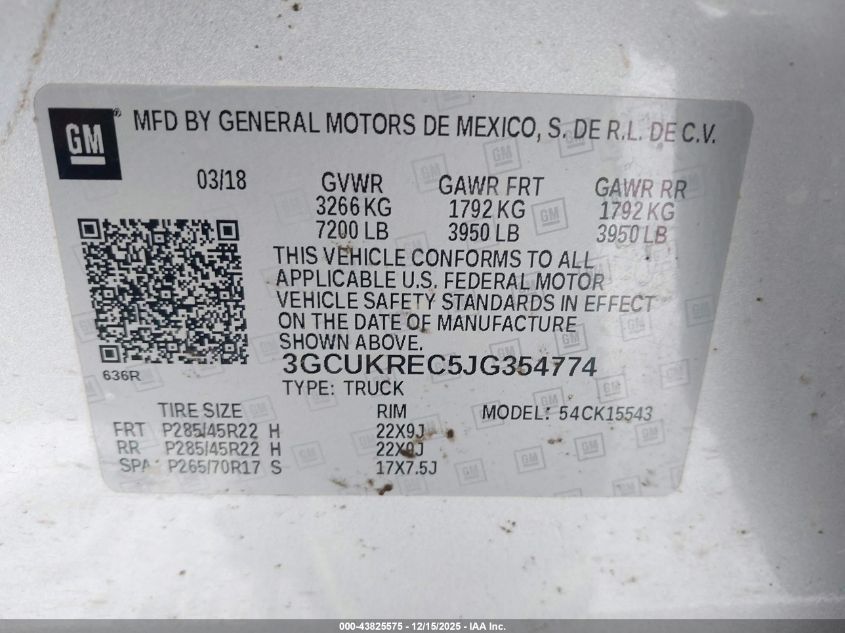 GM ® MFD BY GENERAL MOTORS DE MEXICO, S. DE R.L. DE C.V.
03/18 GVWR GAWR FRT GAWR RR
3266 KG 1792 KG 1792 KG
7200 LB 3950 LB 3950 LB
THIS VEHICLE CONFORMS TO ALL
APPLICABLE U.S. FEDERAL MOTOR
VEHICLE SAFETY STANDARDS IN EFFECT
ON THE DATE OF MANUFACTURE
SHOWN ABOVE.
3GCUKREC5JG354774
636R
TYPE: TRUCK
TIRE SIZE RIM MODEL: 54CK15543
FRT P285/45R22 H 22X9J
RR P285/45R22 H 22X9J
SPA P265/70R17 S 17X7.5J
000-43825575 - 12/15/2025 - IAA Inc.